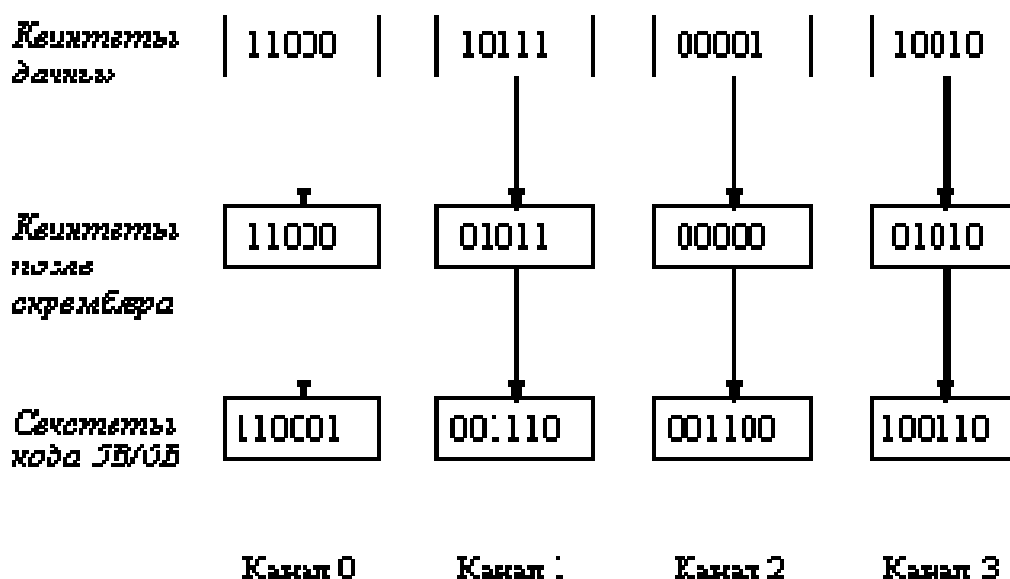 Квинтеты 11000 10111 00001 10010
данных
Квинтеты 11000 01011 00000 01010
после
скремблера
Секстеты 110001 001110 001100 100110
кода 5B/6B
Канал 0 Канал 1 Канал 2 Канал 3